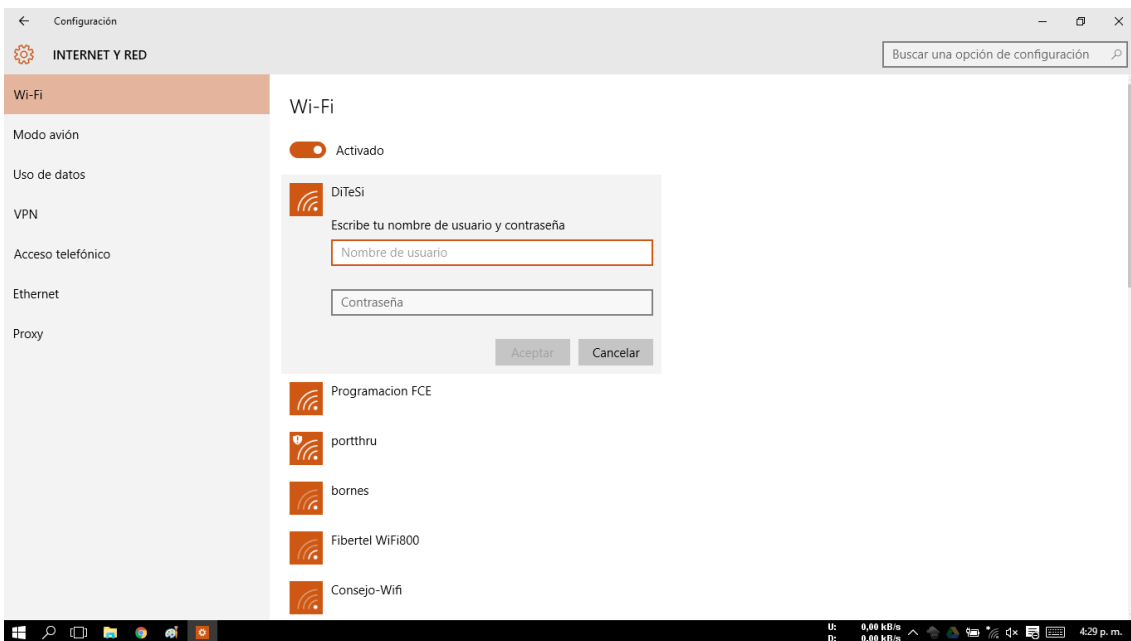 Configuración
INTERNET Y RED
Buscar una opción de configuración
Wi-Fi
Modo avión
Uso de datos
VPN
Acceso telefónico
Ethernet
Proxy
Wi-Fi
Activado
DiTeSi
Escribe tu nombre de usuario y contraseña
Nombre de usuario
Contraseña
Aceptar Cancelar
Programacion FCE
portthru
bornes
Fibertel WiFi800
Consejo-Wifi
U: 0,00 kB/s
D: 0,00 kB/s
4:29 p. m.